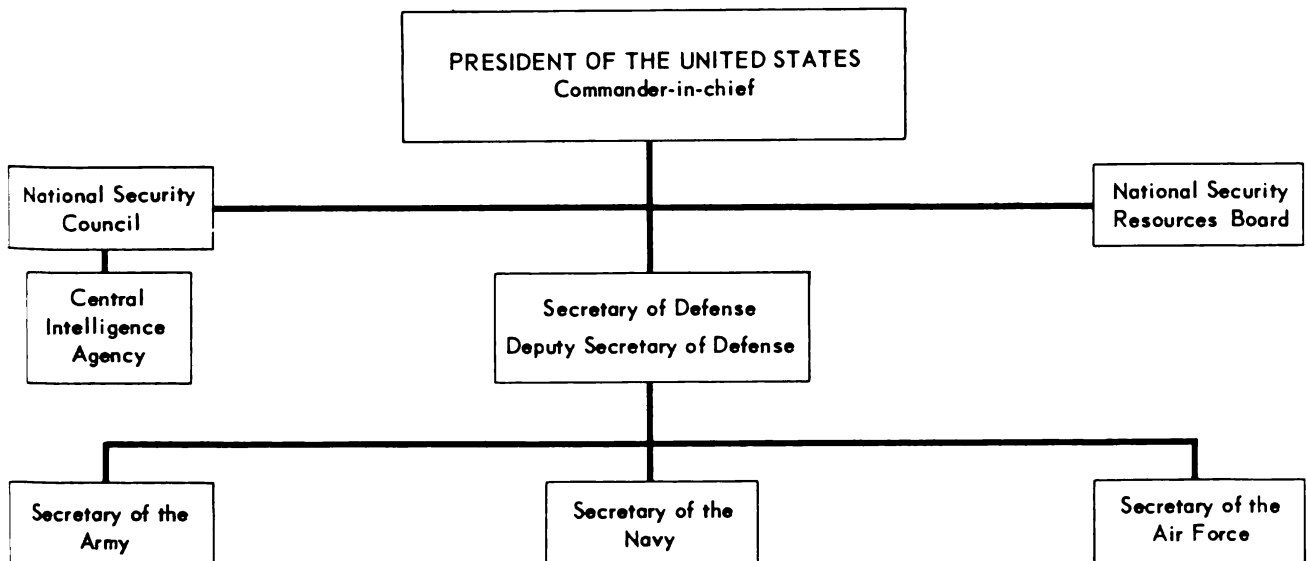 PRESIDENT OF THE UNITED STATES
Commander-in-chief
National Security
Council
National Security
Resources Board
Central
Intelligence
Agency
Secretary of Defense
Deputy Secretary of Defense
Secretary of the
Army
Secretary of the
Navy
Secretary of the
Air Force